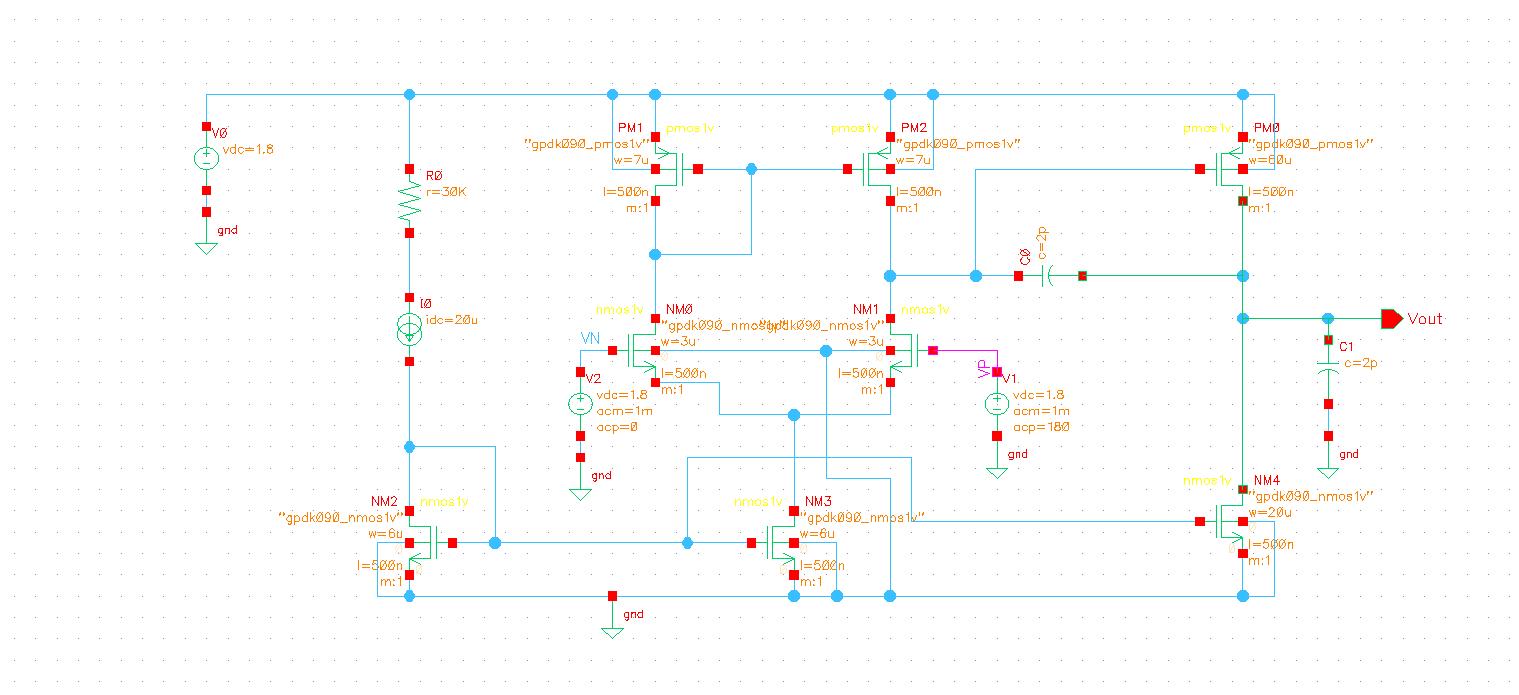 V0
vdc=1.8
gnd
R0
r=30K
I0
idc=20u
PM1
pmos1v
"gpdk090_pmos1v"
w=7u
l=500n
m:1
pmos1v
PM2
"gpdk090_pmos1v"
w=7u
l=500n
m:1
pmos1v
PM0
"gpdk090_pmos1v"
w=60u
l=500n
m:1
C0
c=2p
nmos1v
NM0
"gpdk090_nmos1v"
w=3u
l=500n
m:1
nmos1v
NM1
"gpdk090_nmos1v"
w=3u
l=500n
m:1
VN
V2
vdc=1.8
acm=1m
acp=0
gnd
VP
V1
vdc=1.8
acm=1m
acp=180
gnd
Vout
C1
c=2p
gnd
NM2
nmos1v
"gpdk090_nmos1v"
w=6u
l=500n
m:1
nmos1v
NM3
"gpdk090_nmos1v"
w=6u
l=500n
m:1
nmos1v
NM4
"gpdk090_nmos1v"
w=20u
l=500n
m:1
gnd